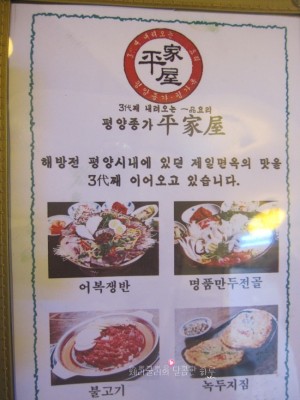 平家屋
3代째 내려오는 一品요리
평양종가 平家屋
해방전 평양시내에 있던 제일면옥의 맛을
3代째 이어오고 있습니다.
어복쟁반
명품만두전골
불고기
녹두지짐